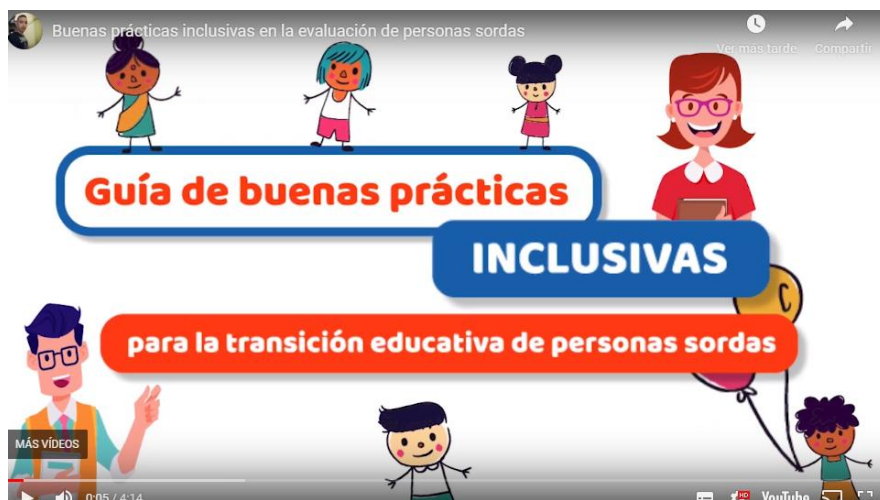 Buenas prácticas inclusivas en la evaluación de personas sordas
Ver más tarde
Compartir
Guía de buenas prácticas
INCLUSIVAS
para la transición educativa de personas sordas
C
MÁS VÍDEOS
0:05 / 4:14
HD
YouTube